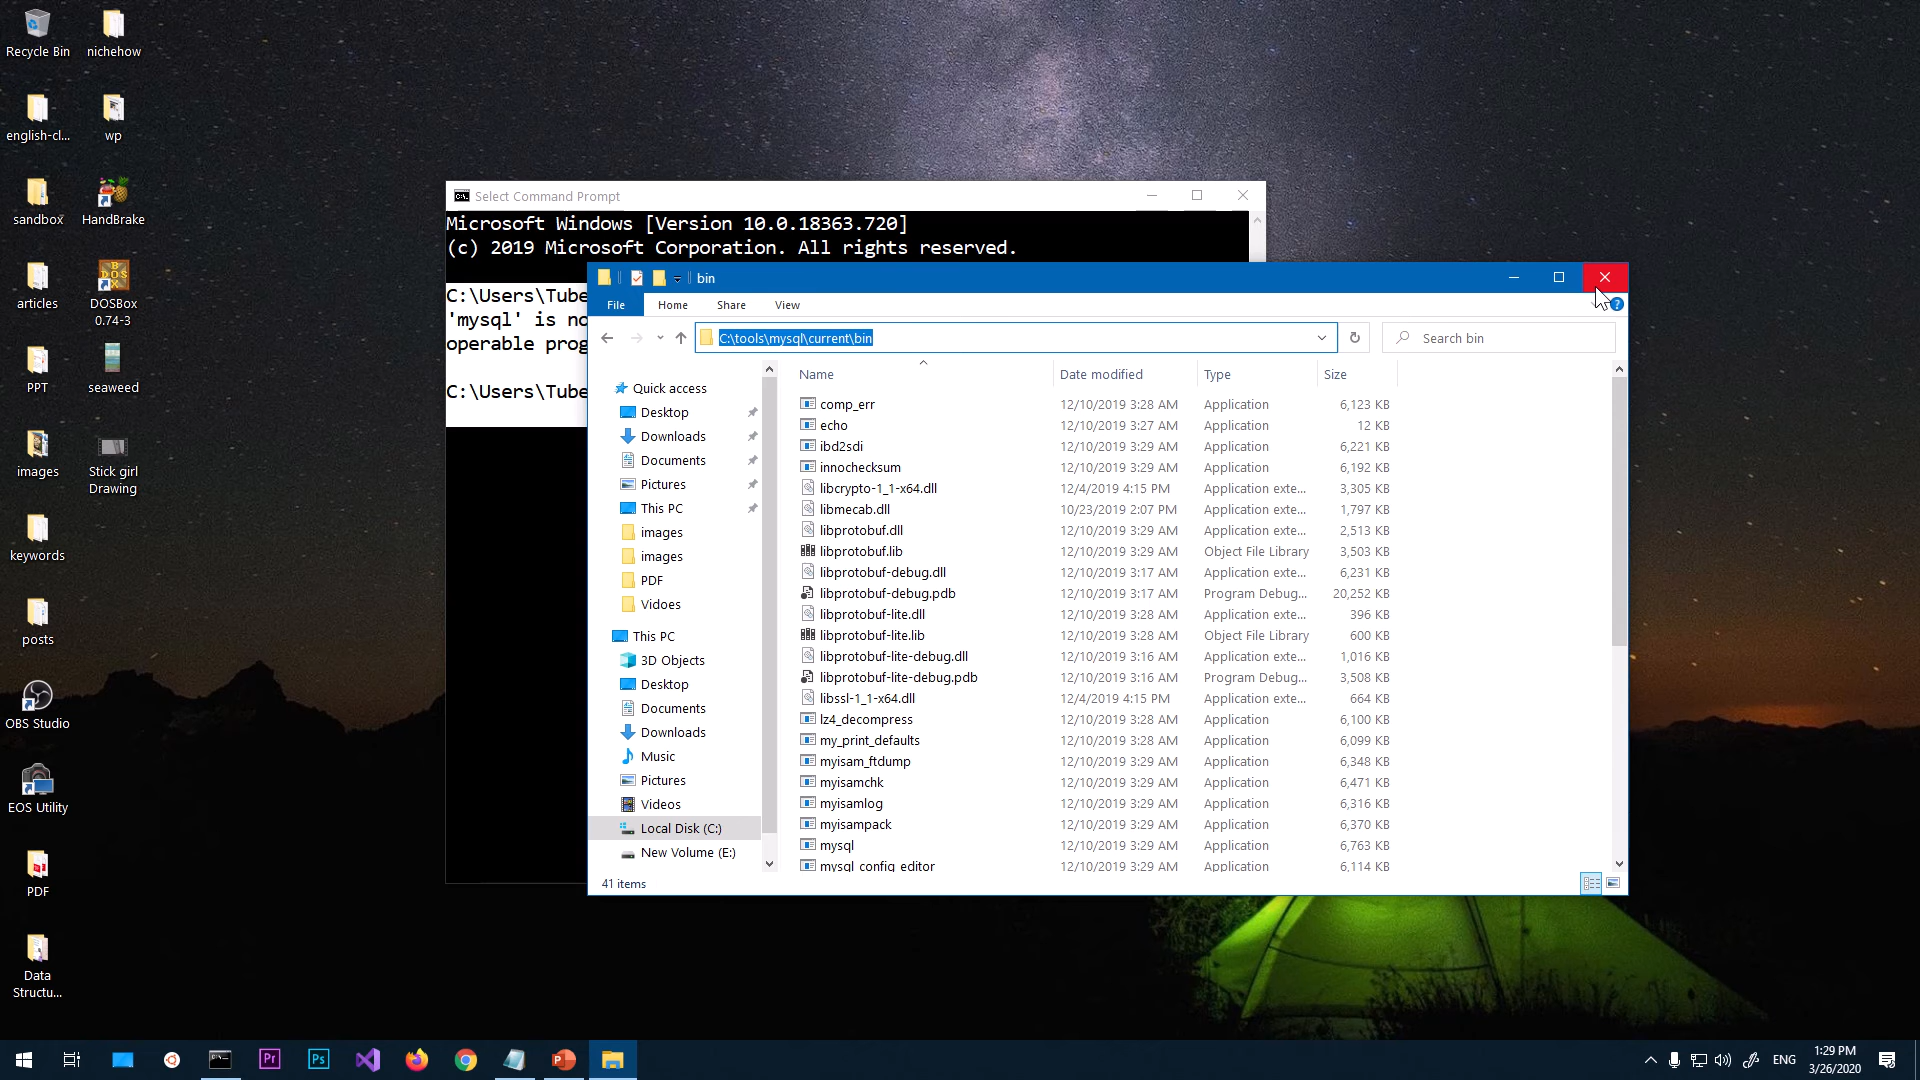 Recycle Bin
nichehow
english-cl...
wp
sandbox
HandBrake
articles
DOSBox
0.74-3
PPT
seaweed
images
Stick girl
Drawing
keywords
posts
OBS Studio
EOS Utility
PDF
Data
Structu...
Select Command Prompt
Microsoft Windows [Version 10.0.18363.720]
(c) 2019 Microsoft Corporation. All rights reserved.
C:\Users\Tube
'mysql' is no
operable prog
C:\Users\Tube
bin
File Home Share View
C:\tools\mysql\current\bin
Search bin
Quick access
Desktop
Downloads
Documents
Pictures
This PC
images
images
PDF
Vidoes
This PC
3D Objects
Desktop
Documents
Downloads
Music
Pictures
Videos
Local Disk (C:)
New Volume (E:)
Name Date modified Type Size
comp_err 12/10/2019 3:28 AM Application 6,123 KB
echo 12/10/2019 3:27 AM Application 12 KB
ibd2sdi 12/10/2019 3:29 AM Application 6,221 KB
innochecksum 12/10/2019 3:29 AM Application 6,192 KB
libcrypto-1_1-x64.dll 12/4/2019 4:15 PM Application exte... 3,305 KB
libmecab.dll 10/23/2019 2:07 PM Application exte... 1,797 KB
libprotobuf.dll 12/10/2019 3:29 AM Application exte... 2,513 KB
libprotobuf.lib 12/10/2019 3:29 AM Object File Library 3,503 KB
libprotobuf-debug.dll 12/10/2019 3:17 AM Application exte... 6,231 KB
libprotobuf-debug.pdb 12/10/2019 3:17 AM Program Debug... 20,252 KB
libprotobuf-lite.dll 12/10/2019 3:28 AM Application exte... 396 KB
libprotobuf-lite.lib 12/10/2019 3:28 AM Object File Library 600 KB
libprotobuf-lite-debug.dll 12/10/2019 3:16 AM Application exte... 1,016 KB
libprotobuf-lite-debug.pdb 12/10/2019 3:16 AM Program Debug... 3,508 KB
libssl-1_1-x64.dll 12/4/2019 4:15 PM Application exte... 664 KB
lz4_decompress 12/10/2019 3:28 AM Application 6,100 KB
my_print_defaults 12/10/2019 3:28 AM Application 6,099 KB
myisam_ftdump 12/10/2019 3:29 AM Application 6,348 KB
myisamchk 12/10/2019 3:29 AM Application 6,471 KB
myisamlog 12/10/2019 3:29 AM Application 6,316 KB
myisampack 12/10/2019 3:29 AM Application 6,370 KB
mysql 12/10/2019 3:29 AM Application 6,763 KB
mysql_config_editor 12/10/2019 3:29 AM Application 6,114 KB
41 items
Pr
Ps
ENG
1:29 PM
3/26/2020